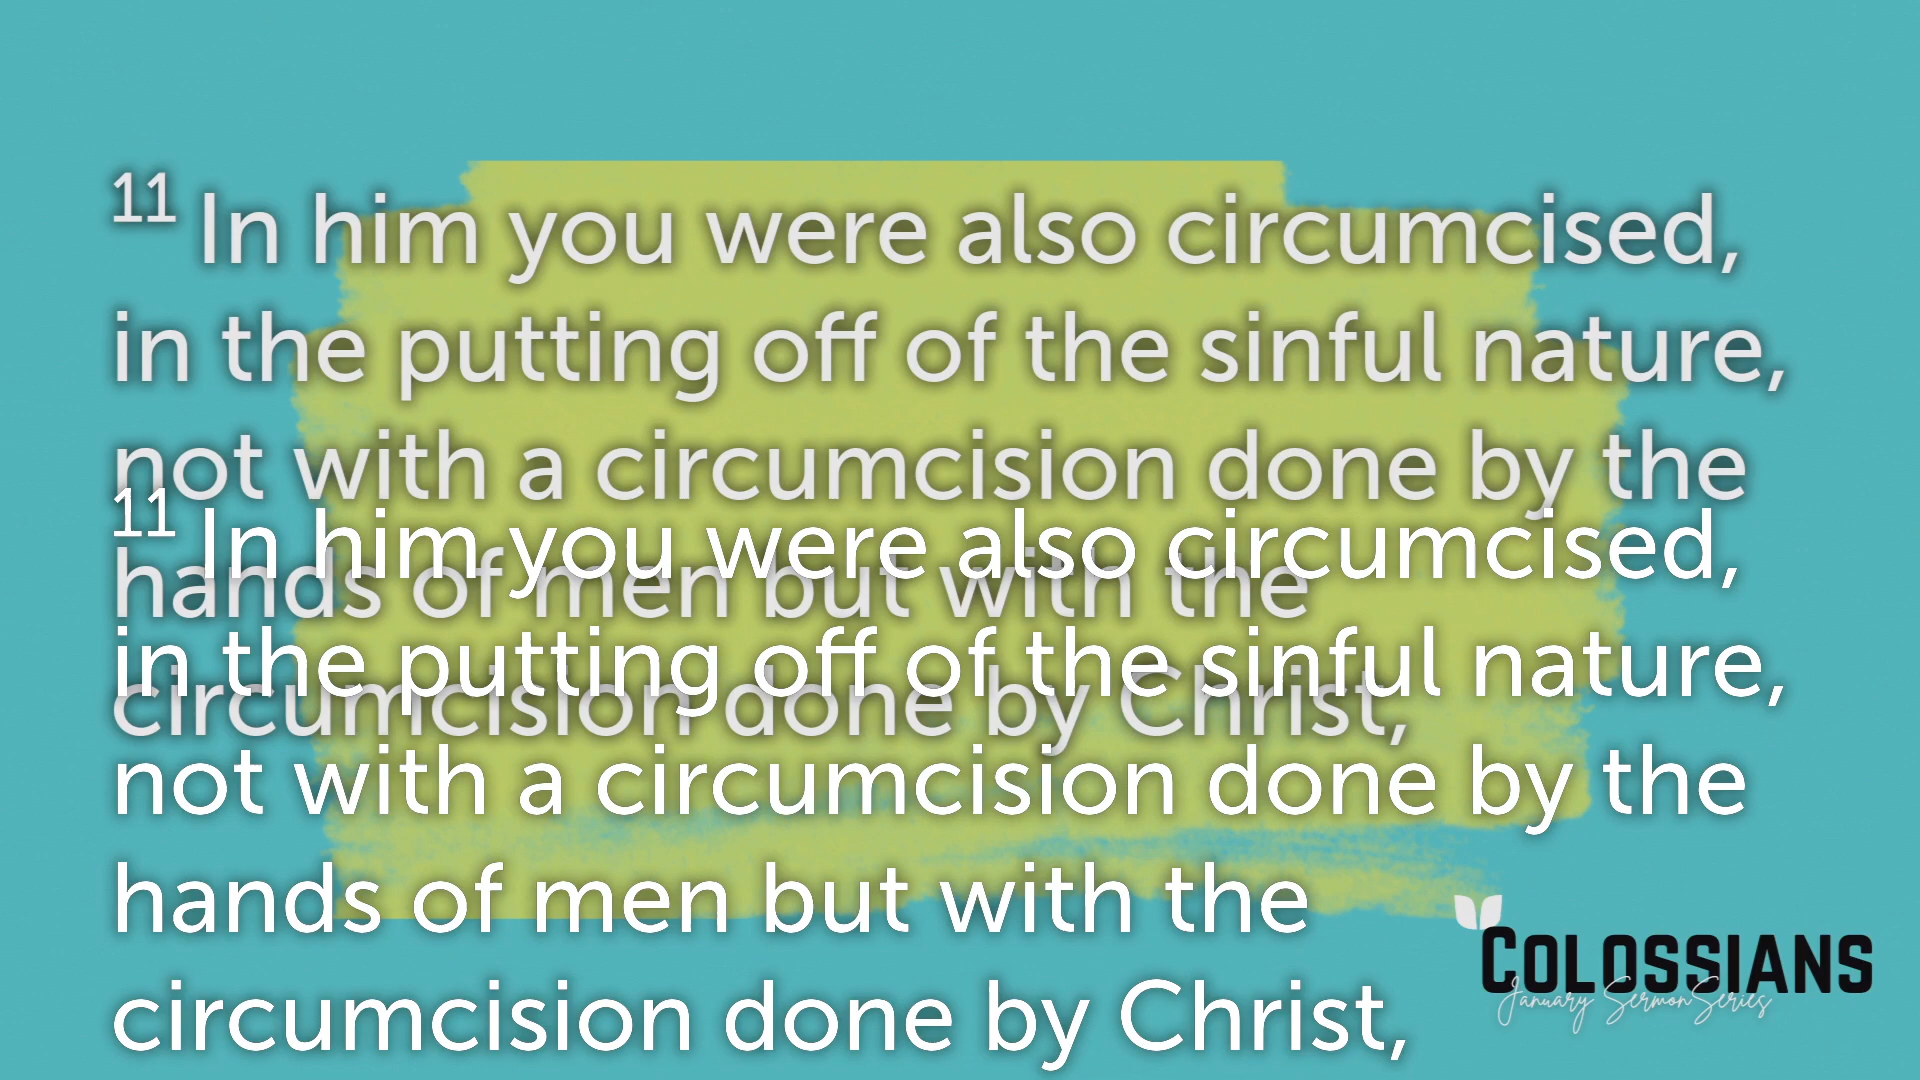 11 In him you were also circumcised,
in the putting off of the sinful nature,
not with a circumcision done by the
hands of men but with the
circumcision done by Christ,
11 In him you were also circumcised,
in the putting off of the sinful nature,
not with a circumcision done by the
hands of men but with the
circumcision done by Christ,
COLOSSIANS
January Sermon Series